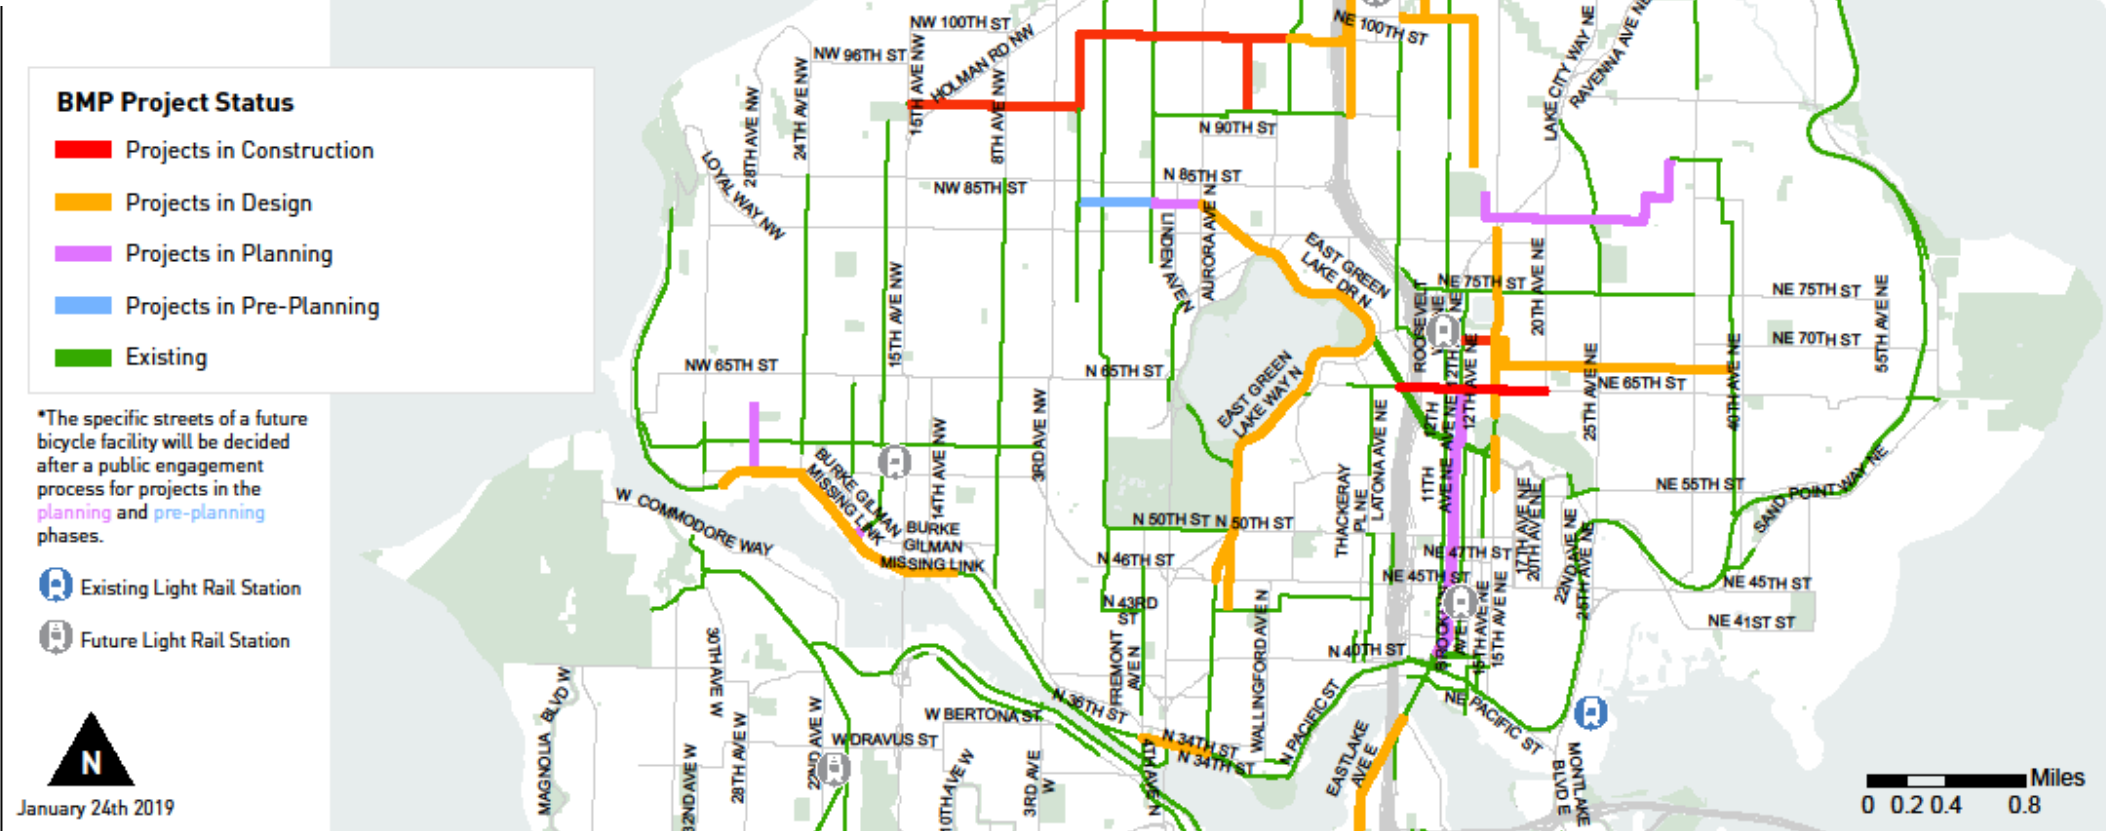 BMP Project Status
Projects in Construction
Projects in Design
Projects in Planning
Projects in Pre-Planning
Existing
*The specific streets of a future
bicycle facility will be decided
after a public engagement
process for projects in the
planning and pre-planning
phases.
Existing Light Rail Station
Future Light Rail Station
N
January 24th 2019
NW 100TH ST
NW 96TH ST
15TH AVE NW
HOLMAN RD NW
8TH AVE NW
24TH AVE NW
28TH AVE NW
LOYAL WAY NW
NW 85TH ST
N 90TH ST
N 85TH ST
NE 100TH ST
LAKE CITY WAY NE
RAVENNA AVE NE
LINDEN AVE N
AURORA AVE N
EAST GREEN
LAKE DR N
NE 75TH ST
20TH AVE NE
NE 75TH ST
55TH AVE NE
15TH AVE NW
ROOSEVELT
NE 70TH ST
NW 65TH ST
N 65TH ST
EAST GREEN
LAKE WAY N
12TH AVE NE
NE 65TH ST
25TH AVE NE
40TH AVE NE
3RD AVE NW
14TH AVE NW
LATONA AVE NE
THACKERAY
PL NE
12TH
AVE NE
11TH
AVE NE
BURKE GILMAN
MISSING LINK
W COMMODORE WAY
BURKE
GILMAN
MISSING LINK
N 50TH ST
N 50TH ST
N 46TH ST
NE 55TH ST
SAND POINT WAY NE
17TH AVE NE
20TH AVE NE
22ND AVE NE
25TH AVE NE
NE 47TH ST
NE 45TH ST
NE 45TH ST
N 43RD
ST
NE 41ST ST
15TH AVE NE
15TH AVE NE
N 40TH ST
FREMONT
AVE N
WALLINGFORD AVE N
30TH AVE W
MAGNOLIA BLVD W
28TH AVE W
32ND AVE W
22ND AVE W
W BERTONA ST
W DRAVUS ST
10TH AVE W
3RD AVE
W
N 36TH ST
N 34TH ST
N 34TH ST
4TH AVE N
N PACIFIC ST
EASTLAKE
AVE E
NE PACIFIC ST
MONTLAKE
BLVD E
Miles
0 0.2 0.4 0.8